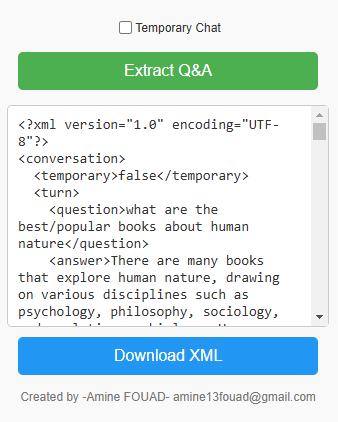 Temporary Chat
Extract Q&A
<?xml version="1.0" encoding="UTF-
8"?>
<conversation>
<temporary>false</temporary>
<turn>
<question>what are the
best/popular books about human
nature</question>
<answer>There are many books
that explore human nature, drawing
on various disciplines such as
psychology, philosophy, sociology,
Download XML
Created by -Amine FOUAD- amine13fouad@gmail.com